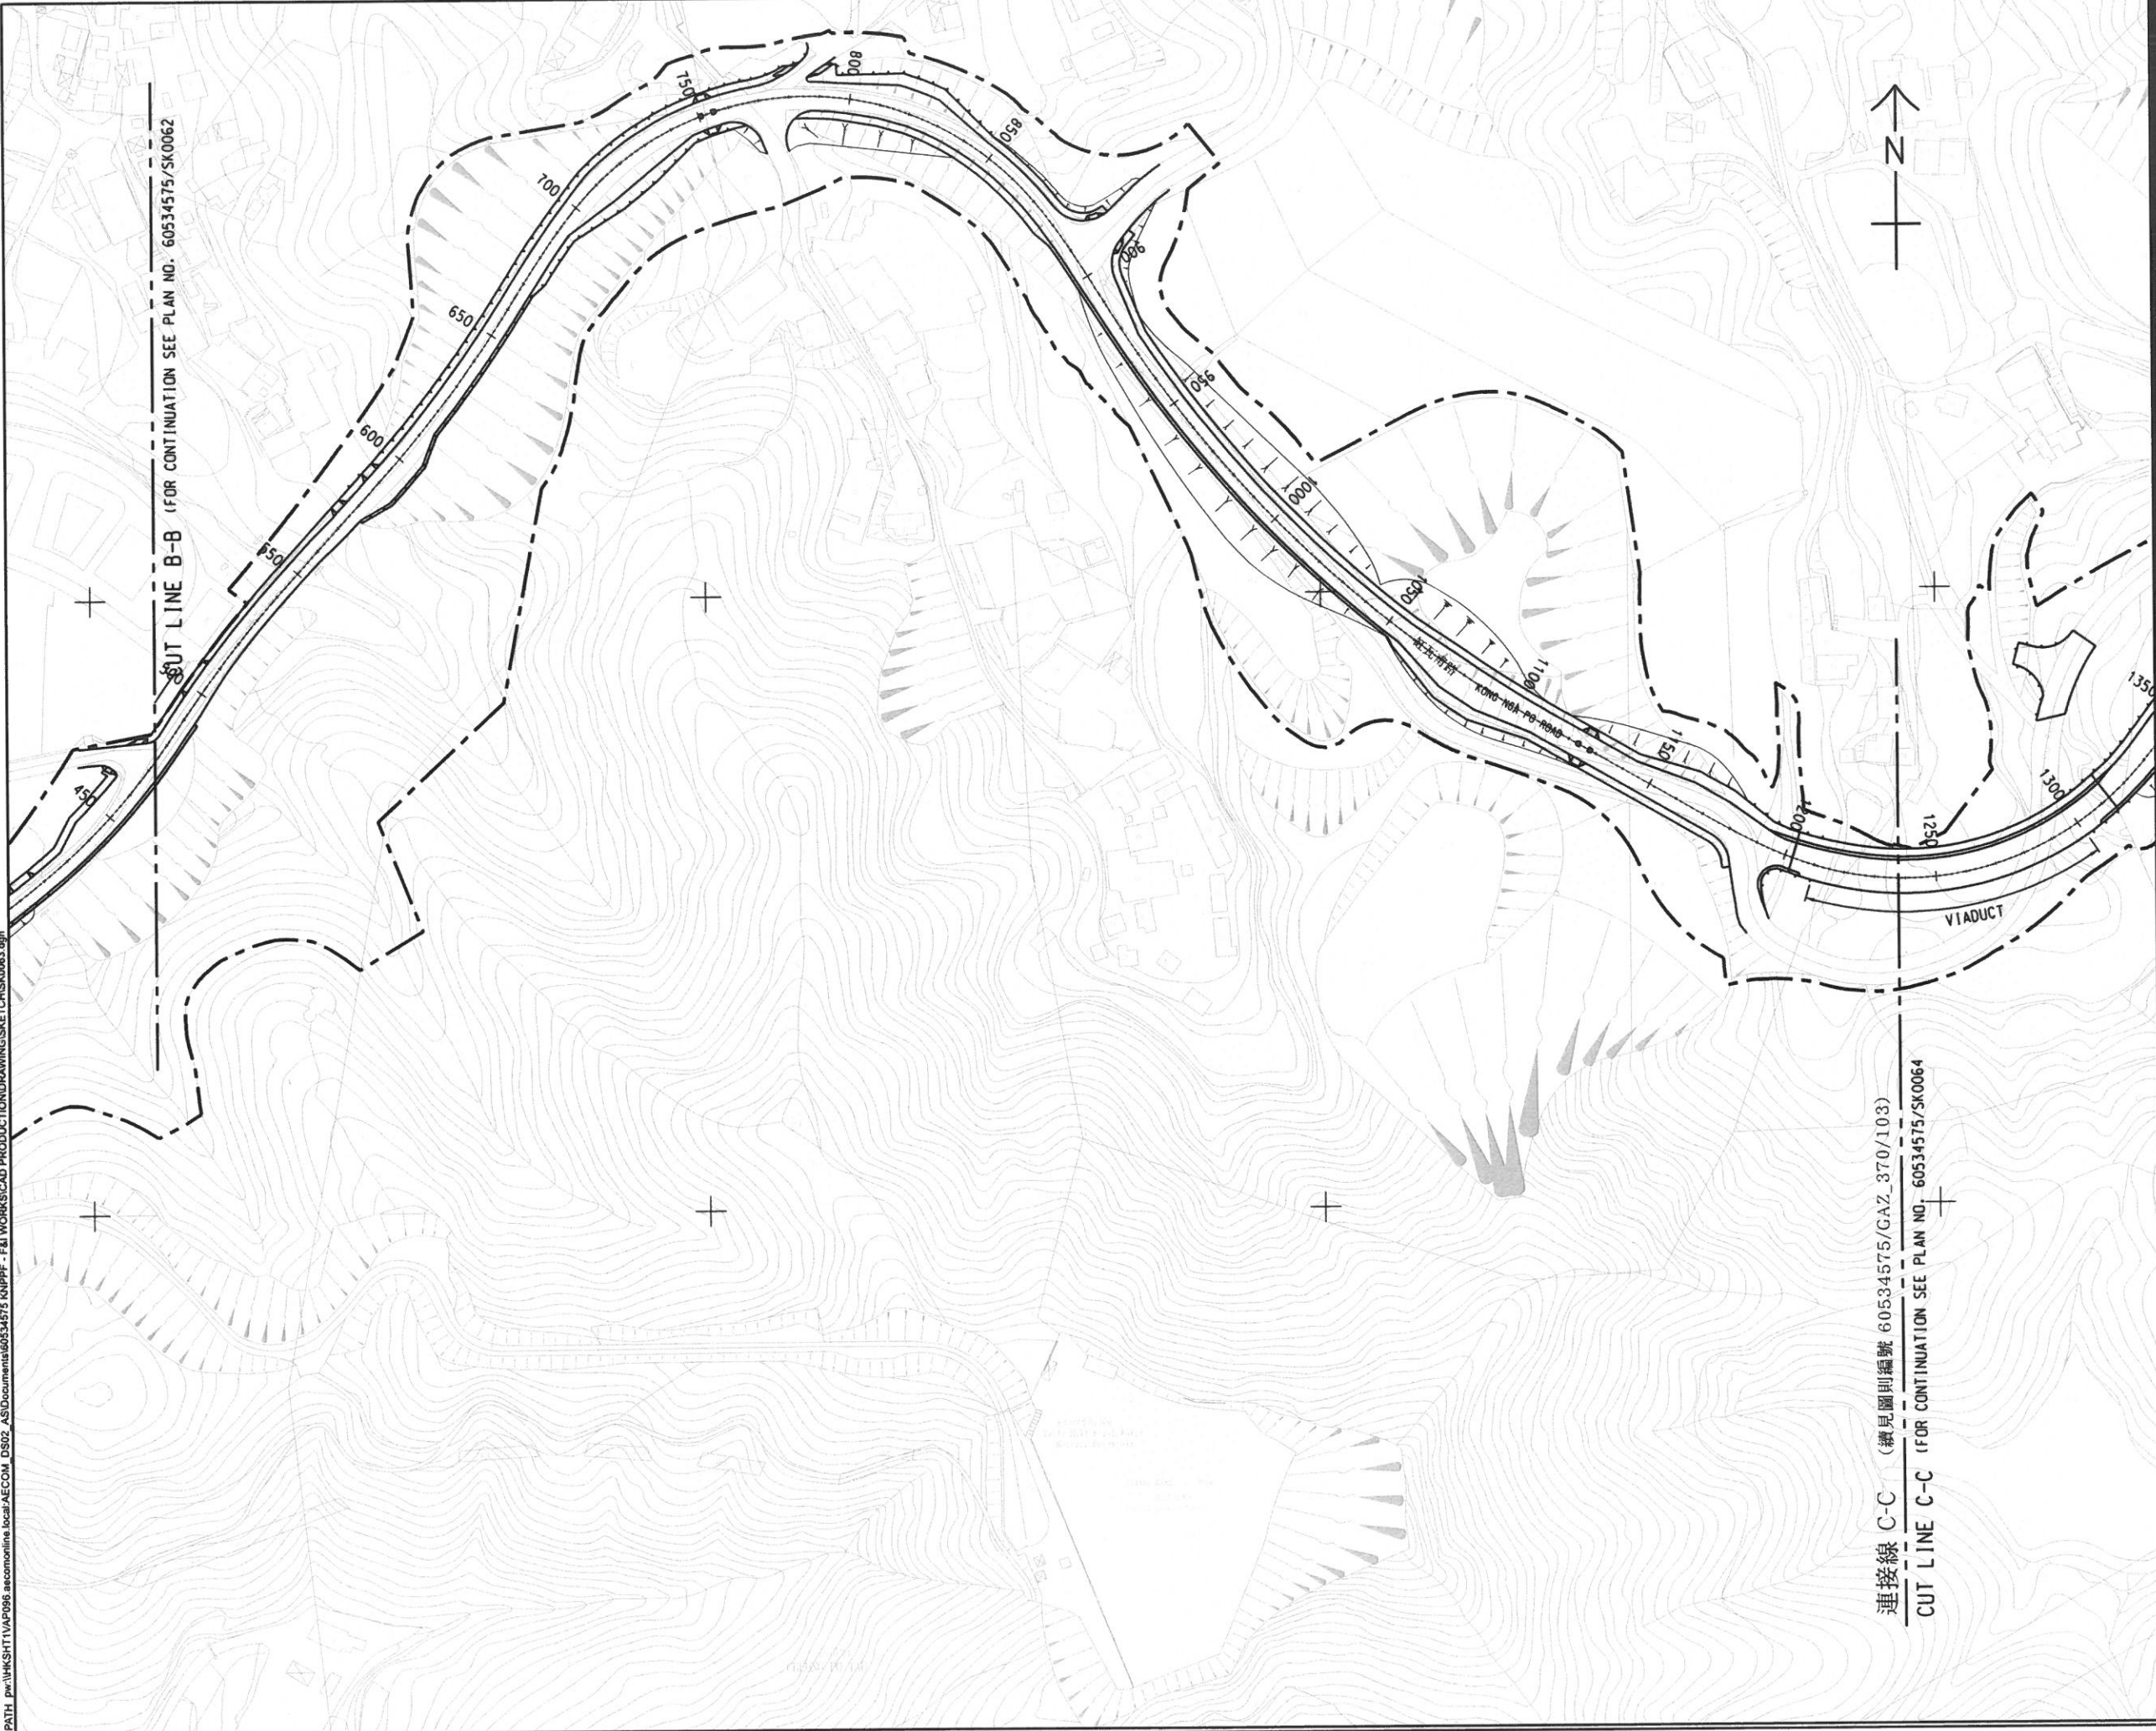 PATH pw:\\HKSHT1VAP096.aecomonline.local:AECOM_DS02_AS\Documents\60534575 KNPPF - F&I WORKS\CAD PRODUCTION\DRAWING\SKETCH\SK0063.dgn
CUT LINE B-B (FOR CONTINUATION SEE PLAN NO. 60534575/SK0062
450
500
550
600
650
700
750
800
850
900
950
1000
1050
1100
KONG NGA PO ROAD
1150
1200
1250
1300
1350
VIADUCT
N
連接線 C-C (續見圖則編號 60534575/GAZ_370/103)
CUT LINE C-C (FOR CONTINUATION SEE PLAN NO. 60534575/SK0064